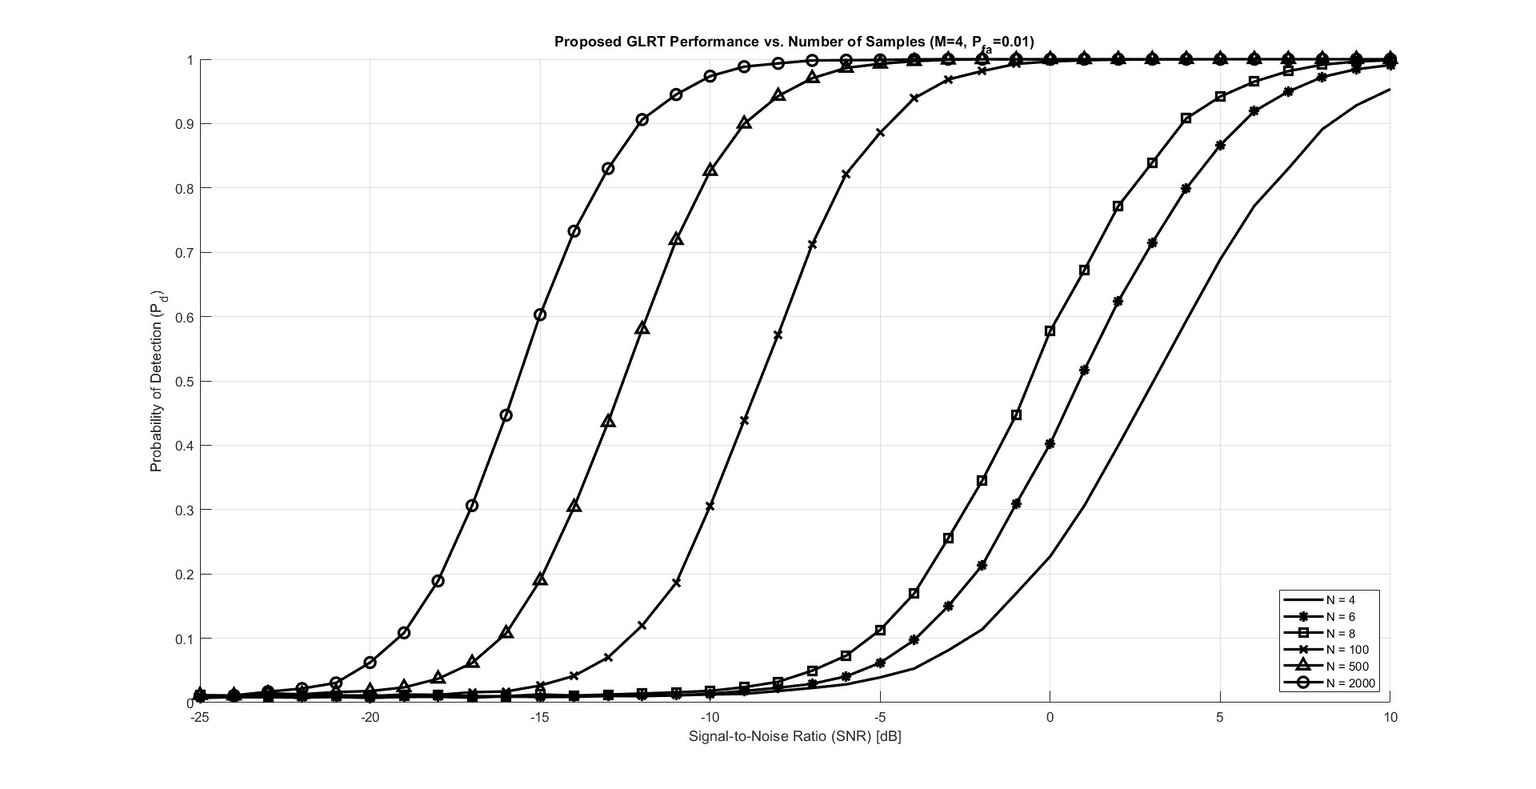 Proposed GLRT Performance vs. Number of Samples (M=4, Pfa=0.01)
Probability of Detection (Pd)
1
0.9
0.8
0.7
0.6
0.5
0.4
0.3
0.2
0.1
0
-25 -20 -15 -10 -5 0 5 10
Signal-to-Noise Ratio (SNR) [dB]
N = 4
N = 6
N = 8
N = 100
N = 500
N = 2000